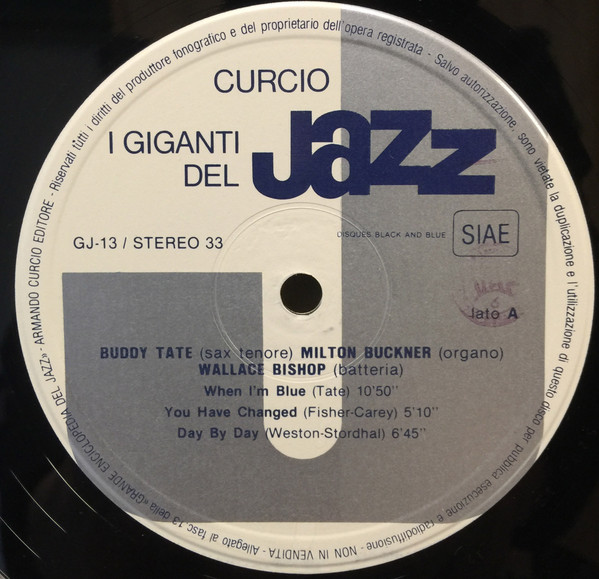 CURCIO
I GIGANTI
DEL
Jazz
GJ-13 / STEREO 33
DISQUES BLACK AND BLUE
SIAE
lato A
BUDDY TATE (sax tenore) MILTON BUCKNER (organo)
WALLACE BISHOP (batteria)
When I'm Blue (Tate) 10'50''
You Have Changed (Fisher-Carey) 5'10''
Day By Day (Weston-Stordhal) 6'45''
Allegato al fasc. 13 della «GRANDE ENCICLOPEDIA DEL JAZZ» - ARMANDO CURCIO EDITORE - Riservati tutti i diritti del produttore fonografico e del proprietario dell'opera registrata - Salvo autorizzazione, sono vietate la duplicazione e l'utilizzazione di questo disco per pubblica esecuzione e radiodiffusione - NON IN VENDITA -